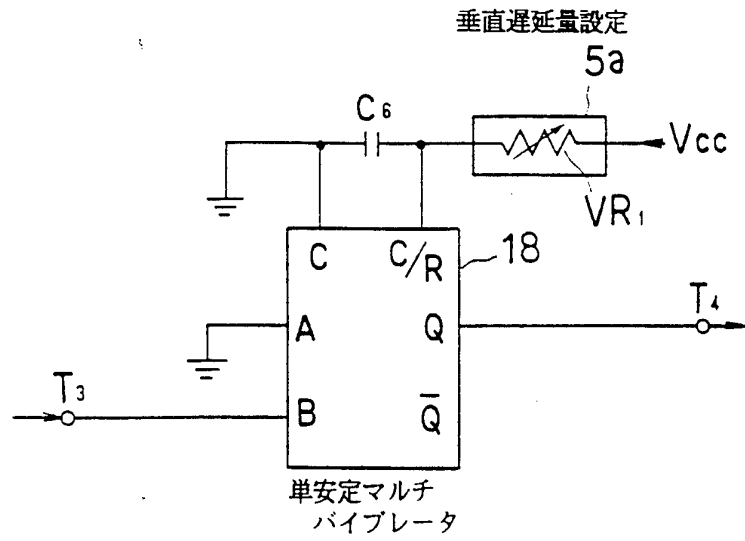 垂直遅延量設定
5a
C6
Vcc
VR1
C
C/R
18
A
Q
T4
T3
B
Q̅
単安定マルチ
バイブレータ